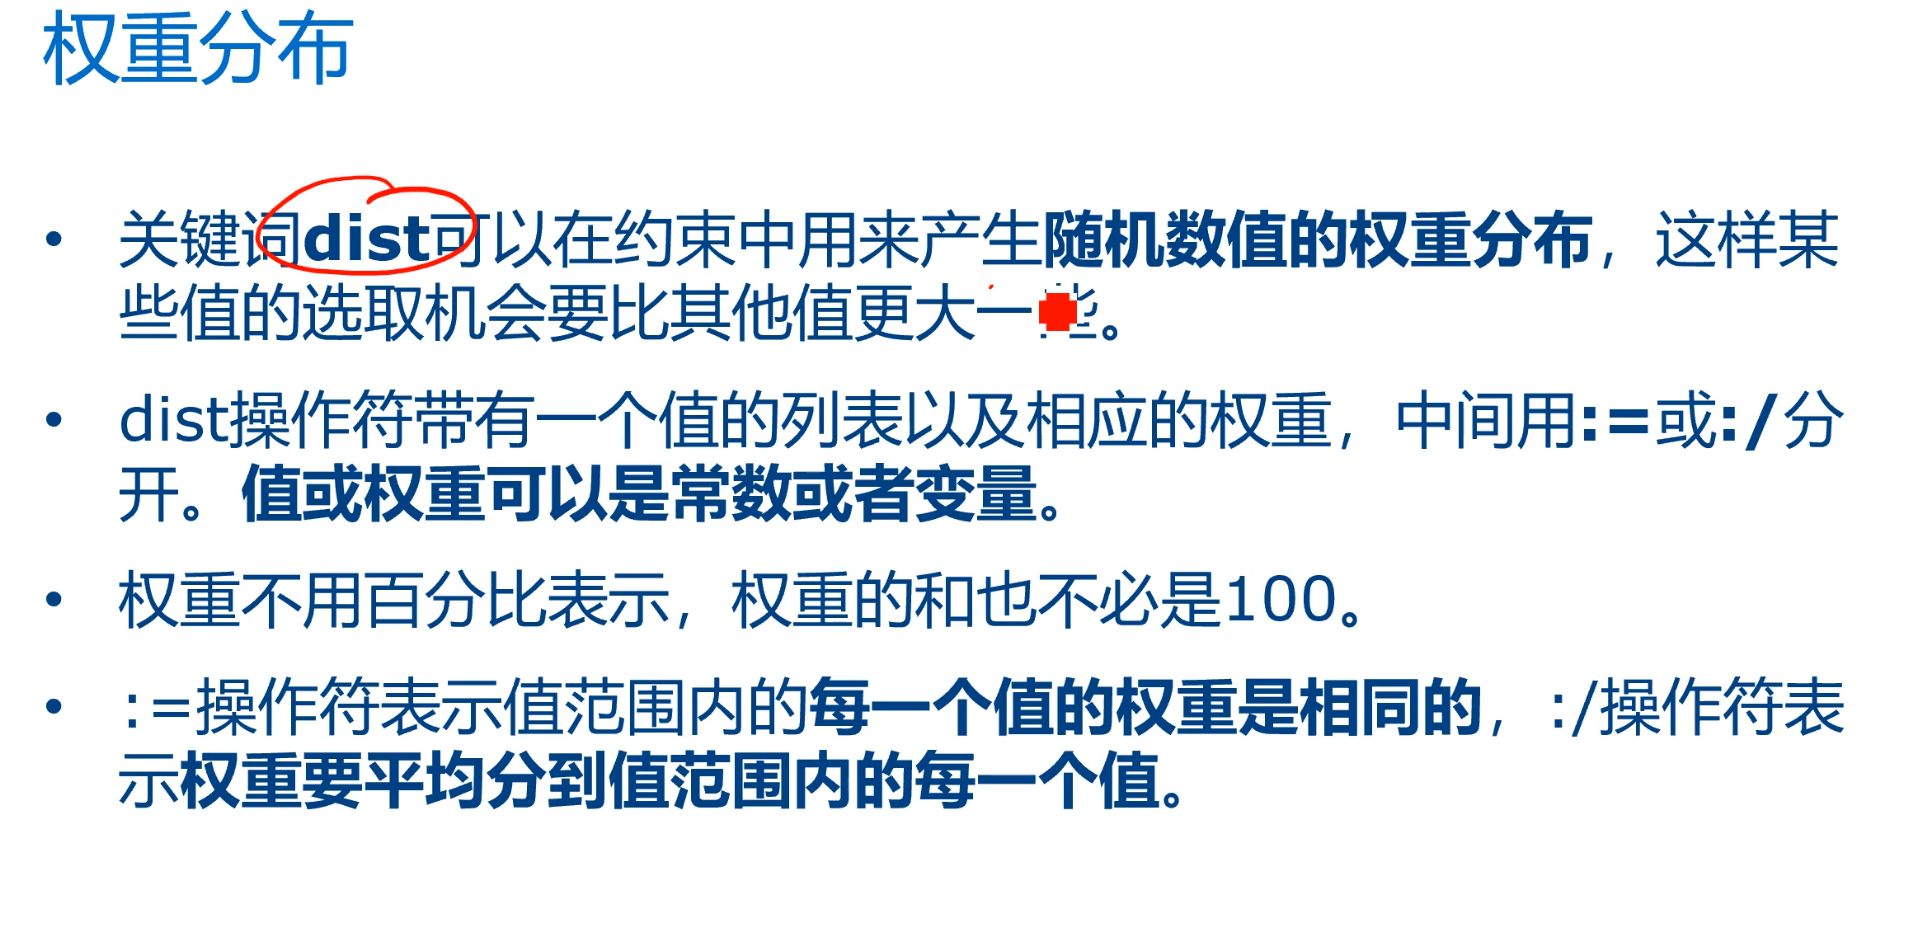 权重分布
• 关键词dist可以在约束中用来产生随机数值的权重分布，这样某
些值的选取机会要比其他值更大一些。
• dist操作符带有一个值的列表以及相应的权重，中间用:=或:/分
开。值或权重可以是常数或者变量。
• 权重不用百分比表示，权重的和也不必是100。
• :=操作符表示值范围内的每一个值的权重是相同的，:/操作符表
示权重要平均分到值范围内的每一个值。